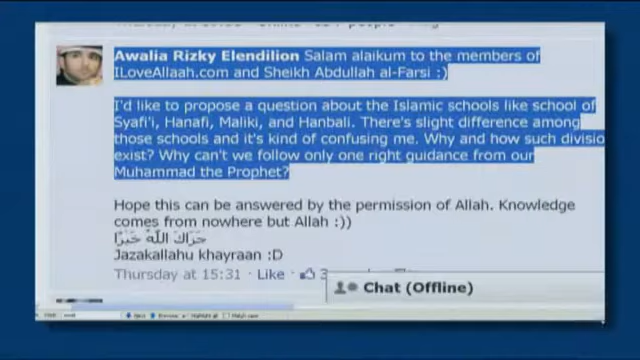 Awalia Rizky Elendilion Salam alaikum to the members of
ILoveAllaah.com and Sheikh Abdullah al-Farsi :)
I'd like to propose a question about the Islamic schools like school of
Syafi'i, Hanafi, Maliki, and Hanbali. There's slight difference among
those schools and it's kind of confusing me. Why and how such divisio
exist? Why can't we follow only one right guidance from our
Muhammad the Prophet?
Hope this can be answered by the permission of Allah. Knowledge
comes from nowhere but Allah :))
جَزَاكَ اللَّهُ خَيْرًا
Jazakallahu khayraan :D
Thursday at 15:31 · Like · 3
Chat (Offline)